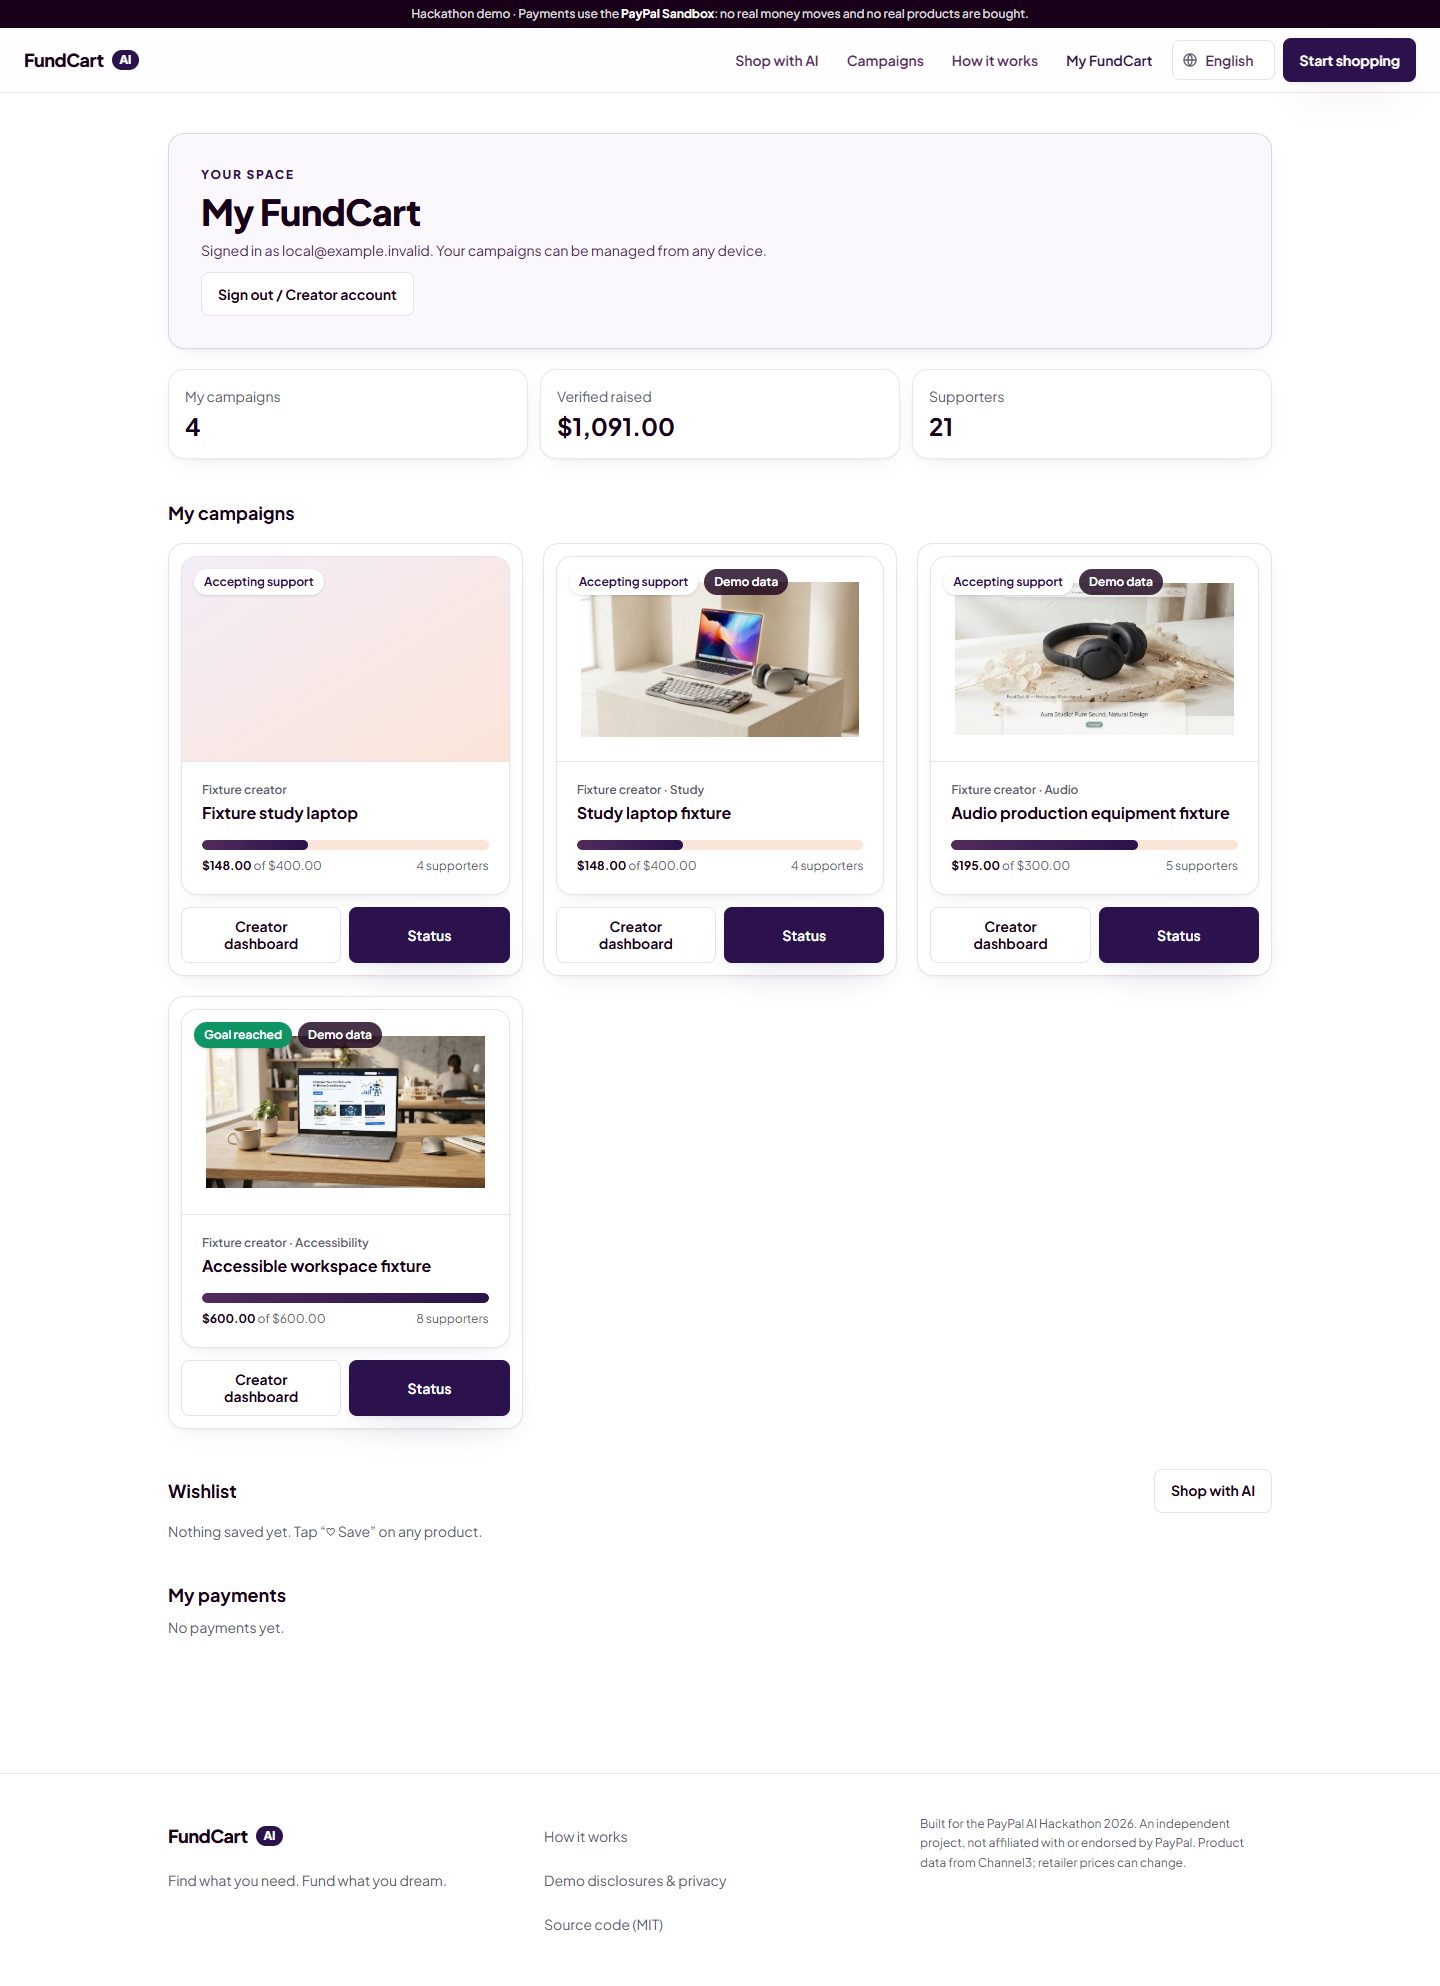 Hackathon demo · Payments use the PayPal Sandbox: no real money moves and no real products are bought.
FundCart AI
Shop with AI
Campaigns
How it works
My FundCart
English
Start shopping
YOUR SPACE
My FundCart
Signed in as local@example.invalid. Your campaigns can be managed from any device.
Sign out / Creator account
My campaigns
4
Verified raised
$1,091.00
Supporters
21
My campaigns
Accepting support
Fixture creator
Fixture study laptop
$148.00 of $400.00
4 supporters
Creator
dashboard
Status
Accepting support
Demo data
Fixture creator · Study
Study laptop fixture
$148.00 of $400.00
4 supporters
Creator
dashboard
Status
Accepting support
Demo data
Aura Studio: Pure Sound, Natural Design
Fixture creator · Audio
Audio production equipment fixture
$195.00 of $300.00
5 supporters
Creator
dashboard
Status
Goal reached
Demo data
Fixture creator · Accessibility
Accessible workspace fixture
$600.00 of $600.00
8 supporters
Creator
dashboard
Status
Wishlist
Shop with AI
Nothing saved yet. Tap “♡ Save” on any product.
My payments
No payments yet.
FundCart AI
Find what you need. Fund what you dream.
How it works
Demo disclosures & privacy
Source code (MIT)
Built for the PayPal AI Hackathon 2026. An independent
project, not affiliated with or endorsed by PayPal. Product
data from Channel3; retailer prices can change.